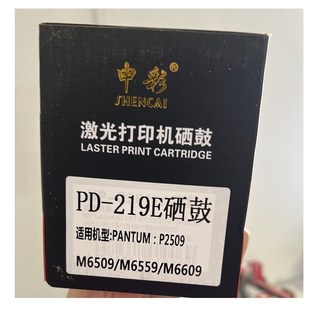 申彩
SHENCAI
激光打印机硒鼓
LASTER PRINT CARTRIDGE
PD-219E硒鼓
适用机型:PANTUM : P2509
M6509/M6559/M6609